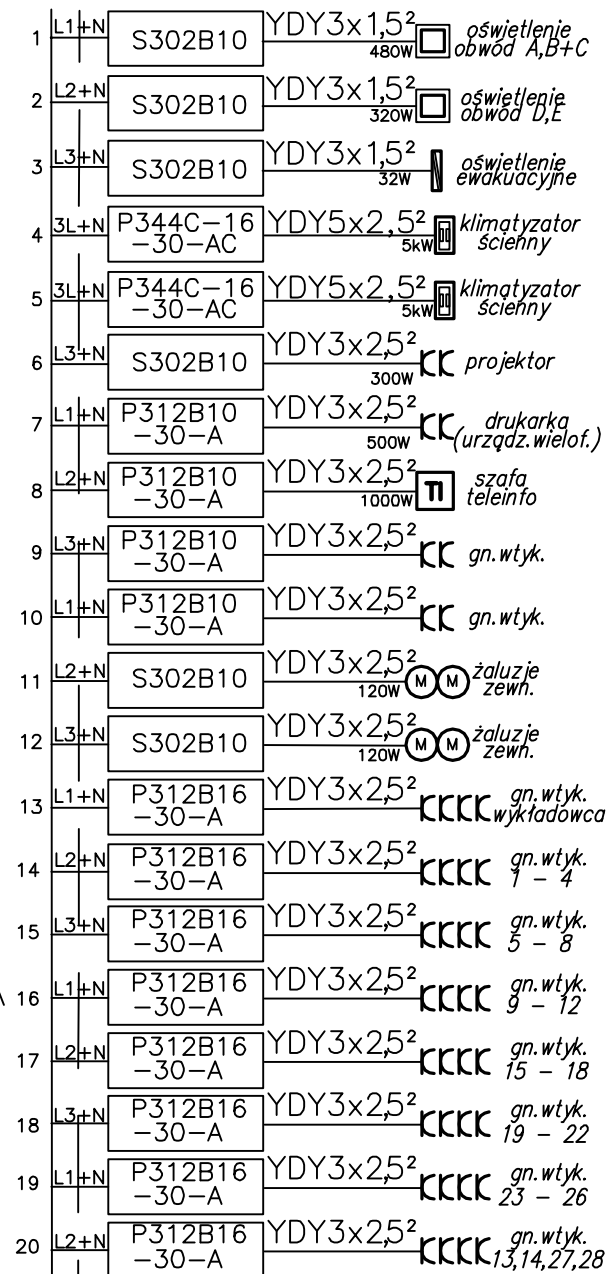 1 L1+N S302B10 YDY3x1,5² 480W oświetlenie
obwód A,B+C
2 L2+N S302B10 YDY3x1,5² 320W oświetlenie
obwód D,E
3 L3+N S302B10 YDY3x1,5² 32W oświetlenie
ewakuacyjne
4 3L+N P344C-16 YDY5x2,5² 5kW klimatyzator
-30-AC ścienny
5 3L+N P344C-16 YDY5x2,5² 5kW klimatyzator
-30-AC ścienny
6 L3+N S302B10 YDY3x2,5² 300W projektor
7 L1+N P312B10 YDY3x2,5² 500W drukarka
-30-A (urządz.wielof.)
8 L2+N P312B10 YDY3x2,5² 1000W TI szafa
-30-A teleinfo
9 L3+N P312B10 YDY3x2,5² gn.wtyk.
-30-A
10 L1+N P312B10 YDY3x2,5² gn.wtyk.
-30-A
11 L2+N S302B10 YDY3x2,5² 120W M M żaluzje
zewn.
12 L3+N S302B10 YDY3x2,5² 120W M M żaluzje
zewn.
13 L1+N P312B16 YDY3x2,5² gn.wtyk.
-30-A wykładowca
14 L2+N P312B16 YDY3x2,5² gn.wtyk.
-30-A 1 - 4
15 L3+N P312B16 YDY3x2,5² gn.wtyk.
-30-A 5 - 8
16 L1+N P312B16 YDY3x2,5² gn.wtyk.
-30-A 9 - 12
17 L2+N P312B16 YDY3x2,5² gn.wtyk.
-30-A 15 - 18
18 L3+N P312B16 YDY3x2,5² gn.wtyk.
-30-A 19 - 22
19 L1+N P312B16 YDY3x2,5² gn.wtyk.
-30-A 23 - 26
20 L2+N P312B16 YDY3x2,5² gn.wtyk.
-30-A 13,14,27,28